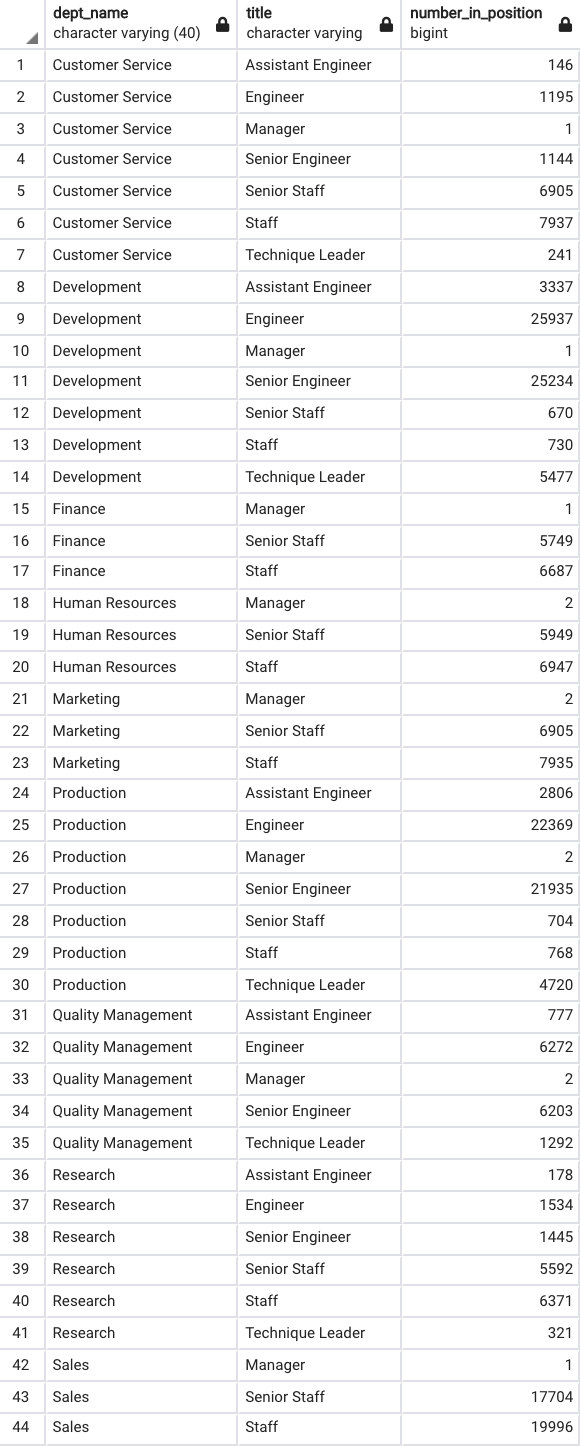 dept_name title number_in_position
character varying (40) character varying bigint
1 Customer Service Assistant Engineer 146
2 Customer Service Engineer 1195
3 Customer Service Manager 1
4 Customer Service Senior Engineer 1144
5 Customer Service Senior Staff 6905
6 Customer Service Staff 7937
7 Customer Service Technique Leader 241
8 Development Assistant Engineer 3337
9 Development Engineer 25937
10 Development Manager 1
11 Development Senior Engineer 25234
12 Development Senior Staff 670
13 Development Staff 730
14 Development Technique Leader 5477
15 Finance Manager 1
16 Finance Senior Staff 5749
17 Finance Staff 6687
18 Human Resources Manager 2
19 Human Resources Senior Staff 5949
20 Human Resources Staff 6947
21 Marketing Manager 2
22 Marketing Senior Staff 6905
23 Marketing Staff 7935
24 Production Assistant Engineer 2806
25 Production Engineer 22369
26 Production Manager 2
27 Production Senior Engineer 21935
28 Production Senior Staff 704
29 Production Staff 768
30 Production Technique Leader 4720
31 Quality Management Assistant Engineer 777
32 Quality Management Engineer 6272
33 Quality Management Manager 2
34 Quality Management Senior Engineer 6203
35 Quality Management Technique Leader 1292
36 Research Assistant Engineer 178
37 Research Engineer 1534
38 Research Senior Engineer 1445
39 Research Senior Staff 5592
40 Research Staff 6371
41 Research Technique Leader 321
42 Sales Manager 1
43 Sales Senior Staff 17704
44 Sales Staff 19996